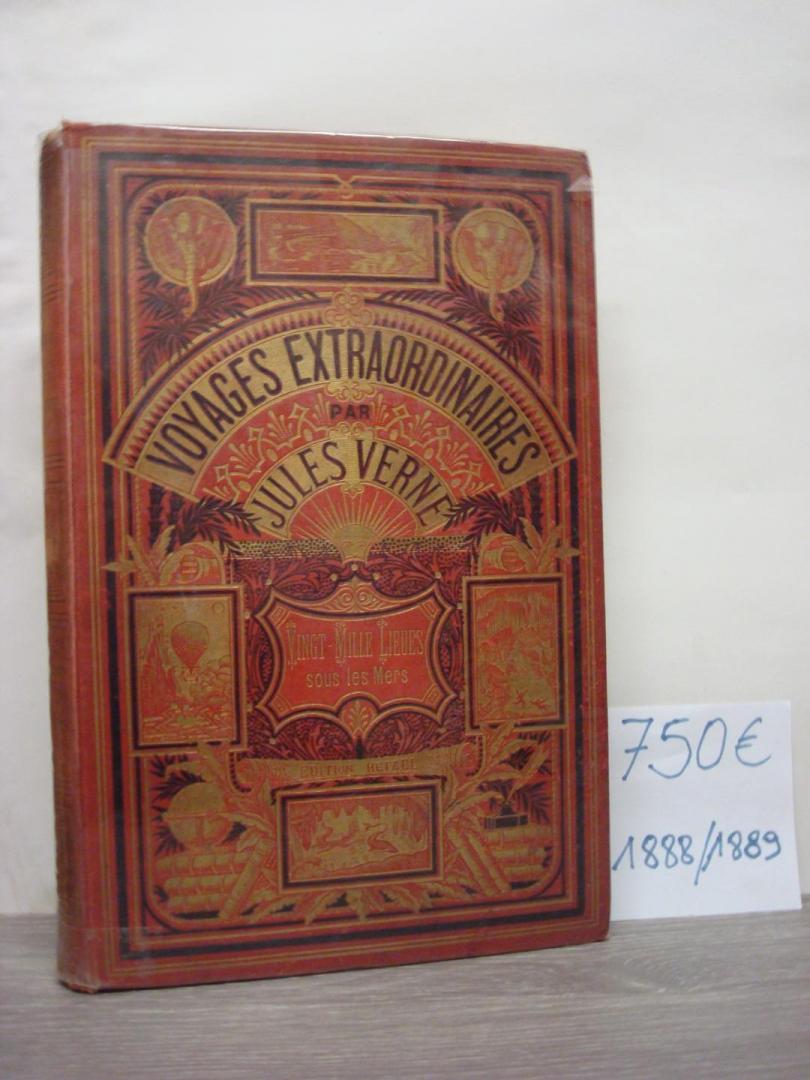 VOYAGES EXTRAORDINAIRES
PAR
JULES VERNE
VINGT-MILLE LIEUES
sous les Mers
ÉDITION HETZEL
750€
1888/1889